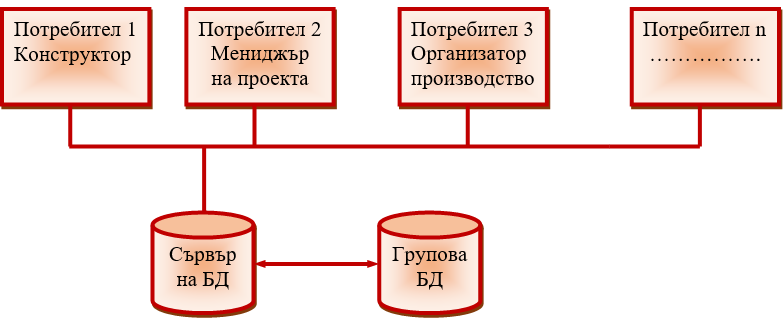 Потребител 1
Конструктор
Потребител 2
Мениджър
на проекта
Потребител 3
Организатор
производство
Потребител n
…………….
Сървър
на БД
Групова
БД